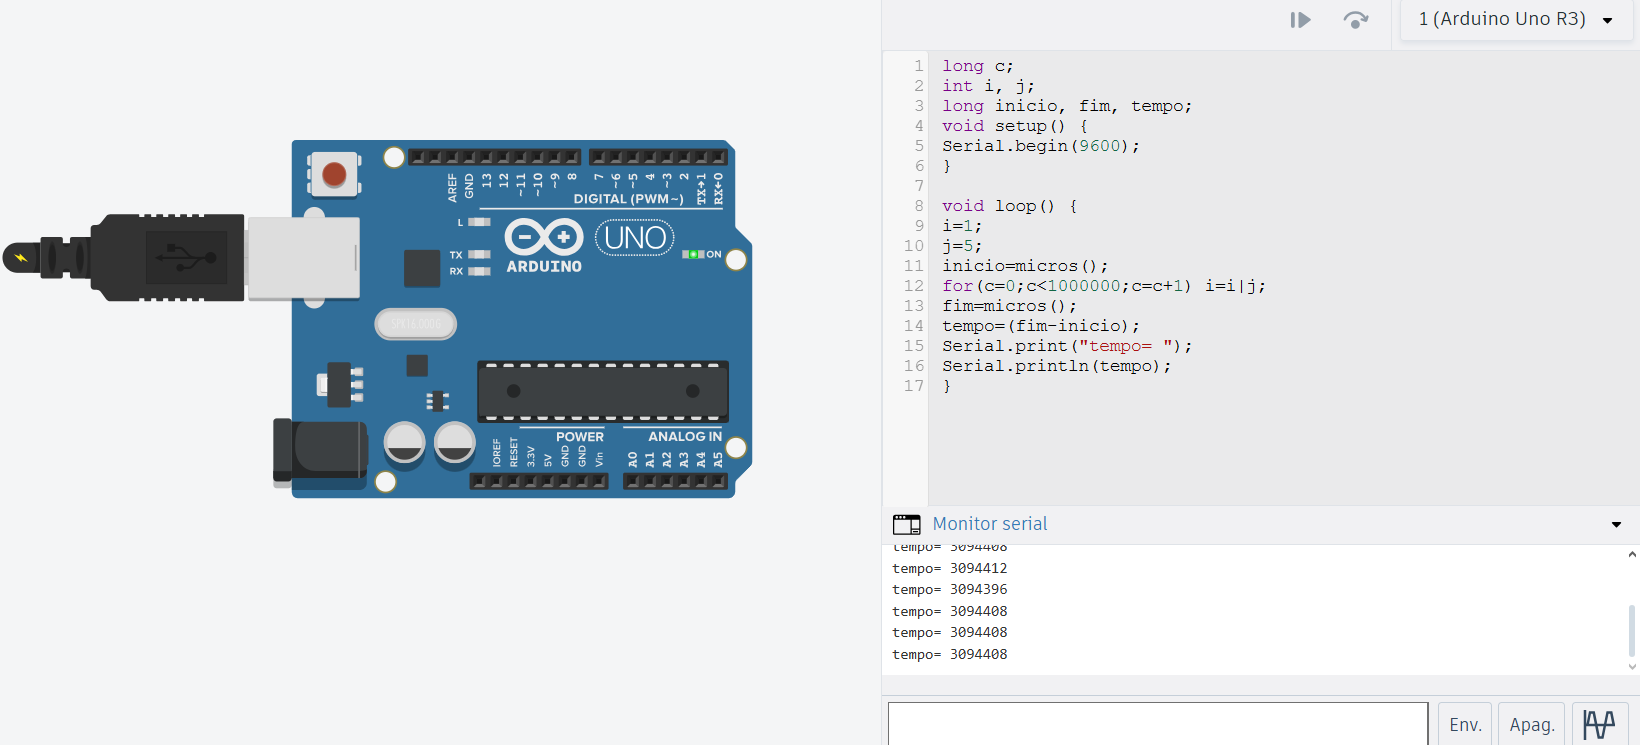 1 (Arduino Uno R3)
1 long c;
2 int i, j;
3 long inicio, fim, tempo;
4 void setup() {
5 Serial.begin(9600);
6 }
7
8 void loop() {
9 i=1;
10 j=5;
11 inicio=micros();
12 for(c=0;c<1000000;c=c+1) i=i|j;
13 fim=micros();
14 tempo=(fim-inicio);
15 Serial.print("tempo= ");
16 Serial.println(tempo);
17 }
Monitor serial
tempo= 3094408
tempo= 3094412
tempo= 3094396
tempo= 3094408
tempo= 3094408
tempo= 3094408
Env.
Apag.
AREF
GND
13
12
~11
~10
~9
8
7
~6
~5
4
~3
2
TX→1
RX←0
DIGITAL (PWM~)
L
TX
RX
ARDUINO
UNO
ON
SPK16.000G
POWER
ANALOG IN
IOREF
RESET
3.3V
5V
GND
GND
Vin
A0
A1
A2
A3
A4
A5